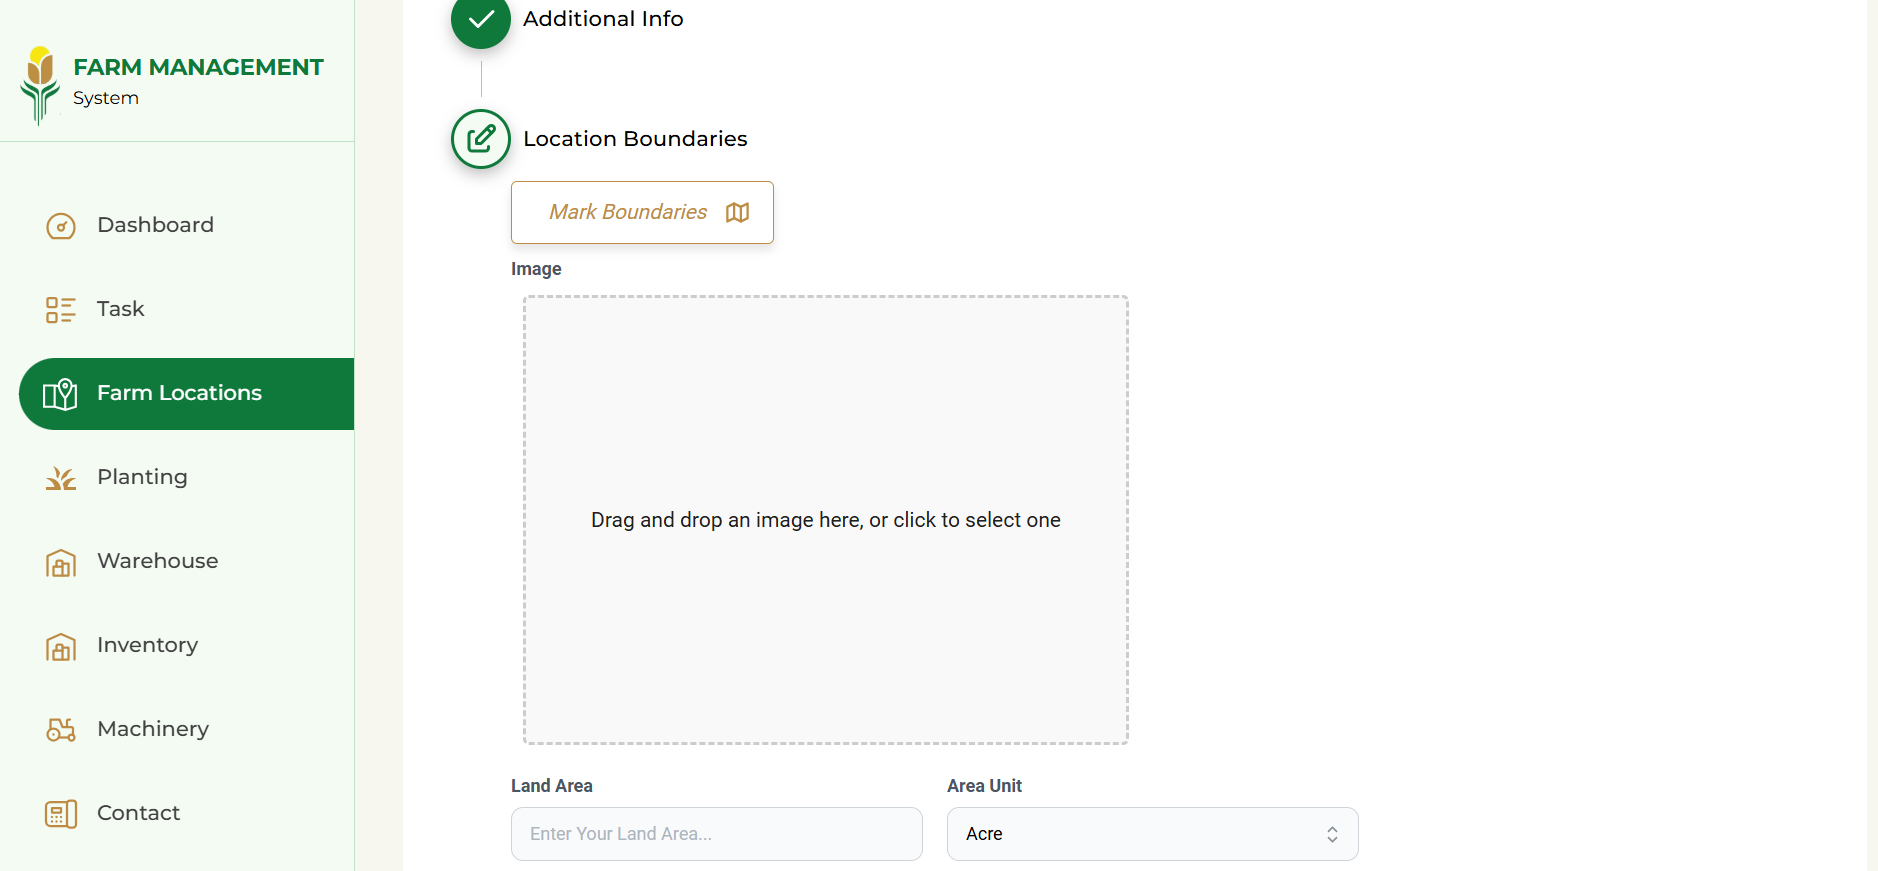 FARM MANAGEMENT
System
Dashboard
Task
Farm Locations
Planting
Warehouse
Inventory
Machinery
Contact
Additional Info
Location Boundaries
Mark Boundaries
Image
Drag and drop an image here, or click to select one
Land Area
Enter Your Land Area...
Area Unit
Acre